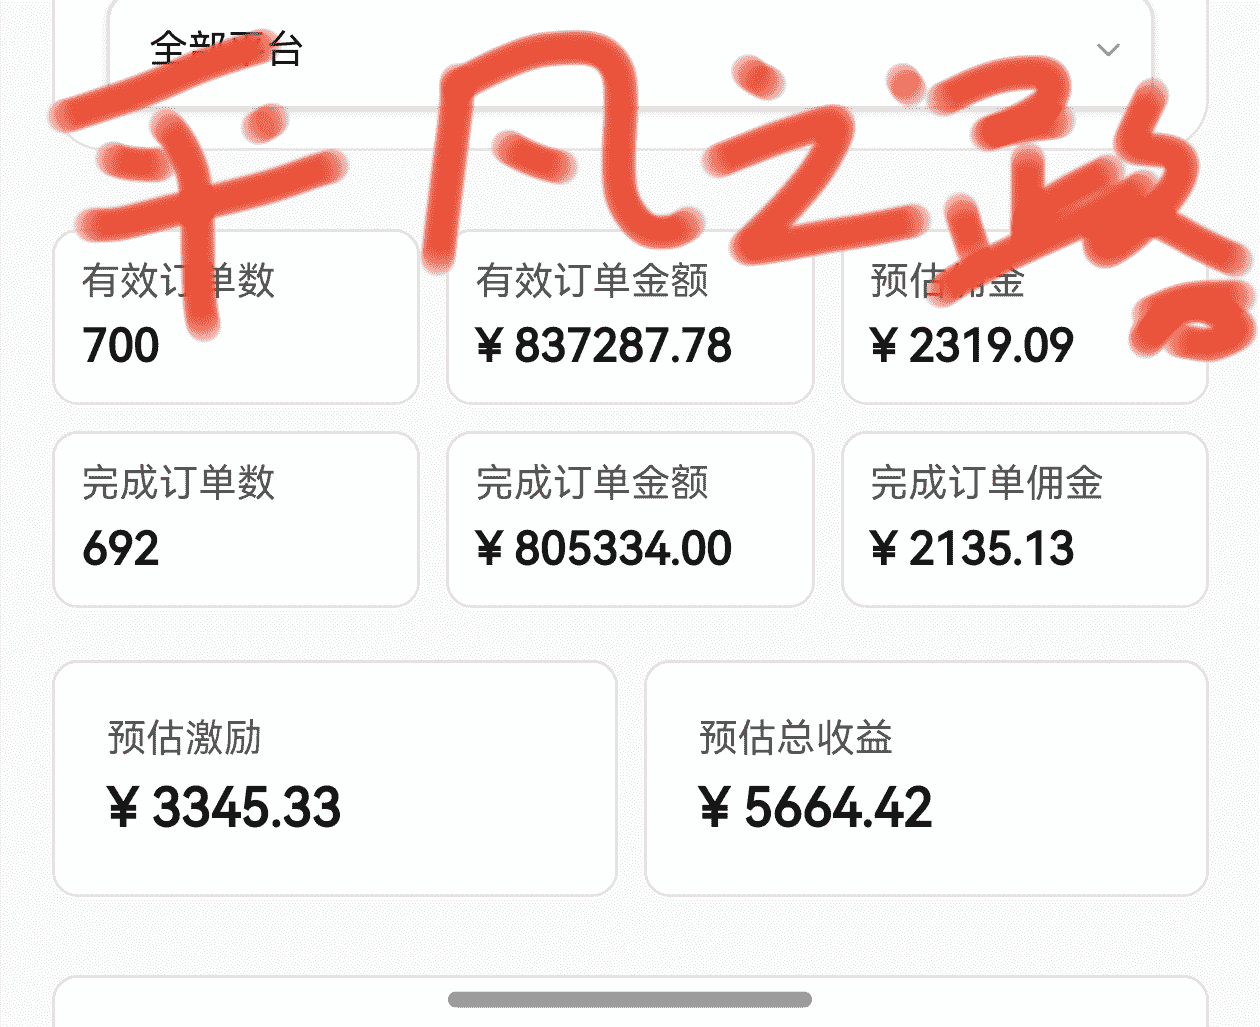 全部平台
平凡之路
有效订单数 有效订单金额 预估佣金
700 ¥ 837287.78 ¥ 2319.09
完成订单数 完成订单金额 完成订单佣金
692 ¥ 805334.00 ¥ 2135.13
预估激励 预估总收益
¥ 3345.33 ¥ 5664.42